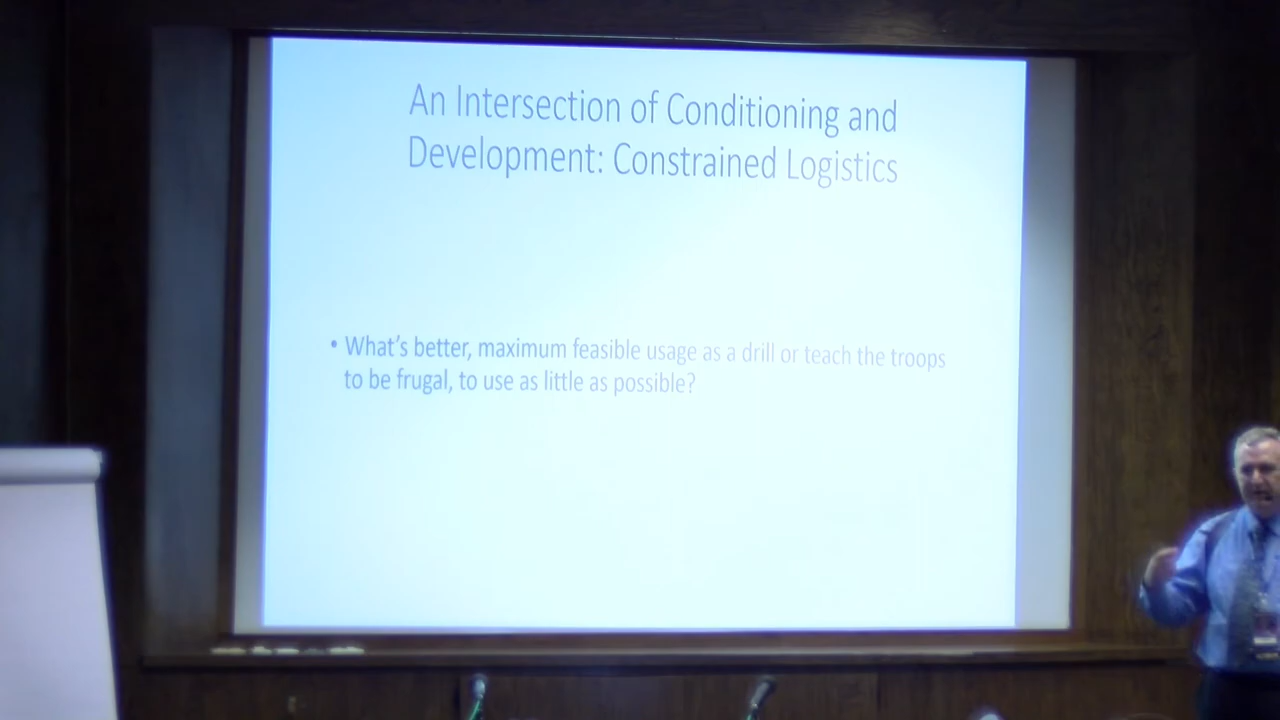 An Intersection of Conditioning and
Development: Constrained Logistics
• What's better, maximum feasible usage as a drill or teach the troops
to be frugal, to use as little as possible?